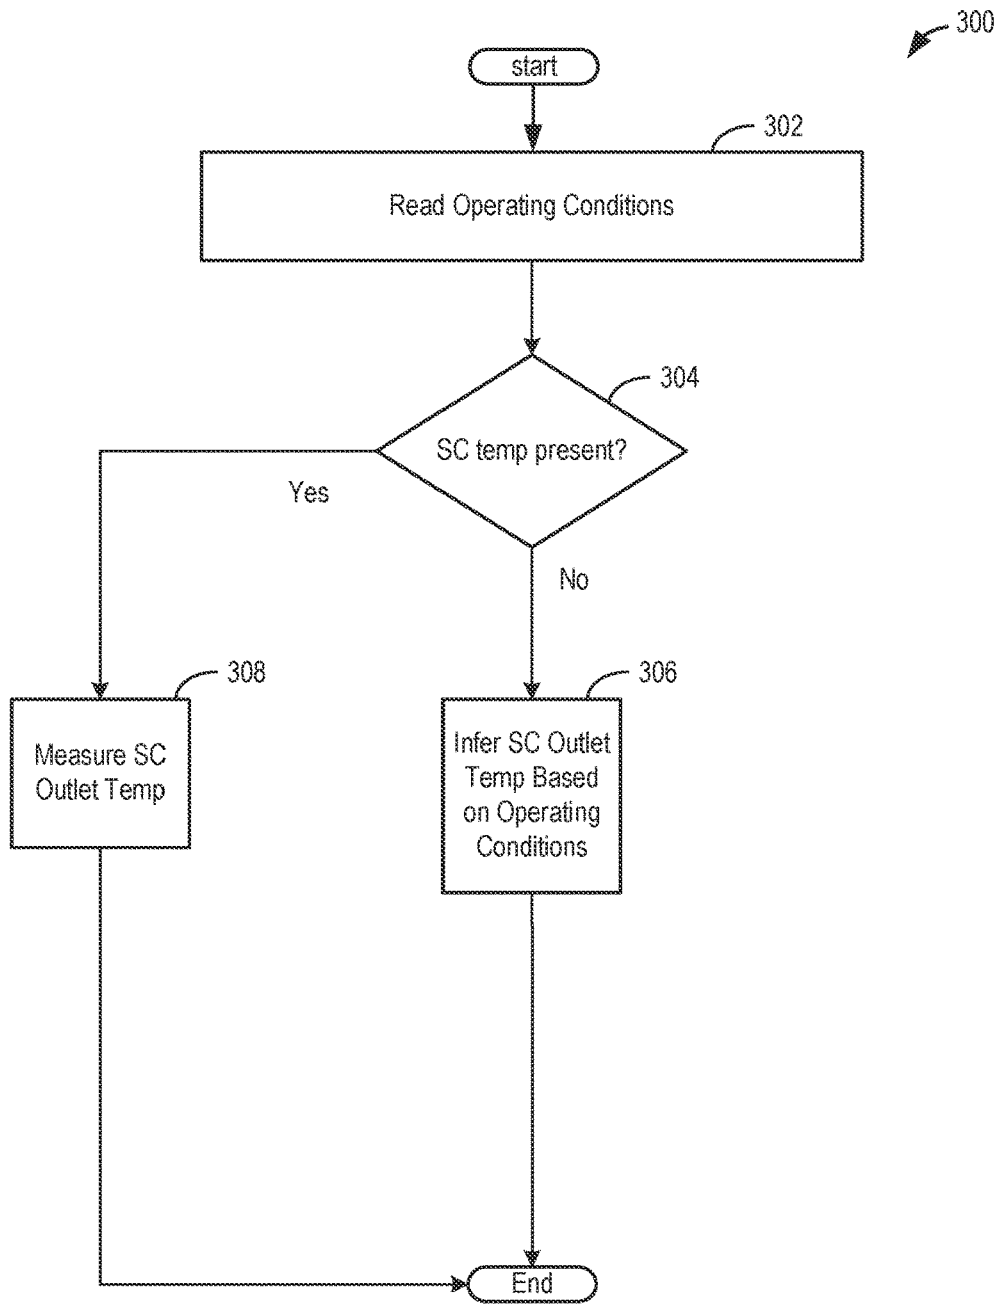 300
start
302
Read Operating Conditions
304
SC temp present?
Yes
No
308
306
Measure SC
Outlet Temp
Infer SC Outlet
Temp Based
on Operating
Conditions
End